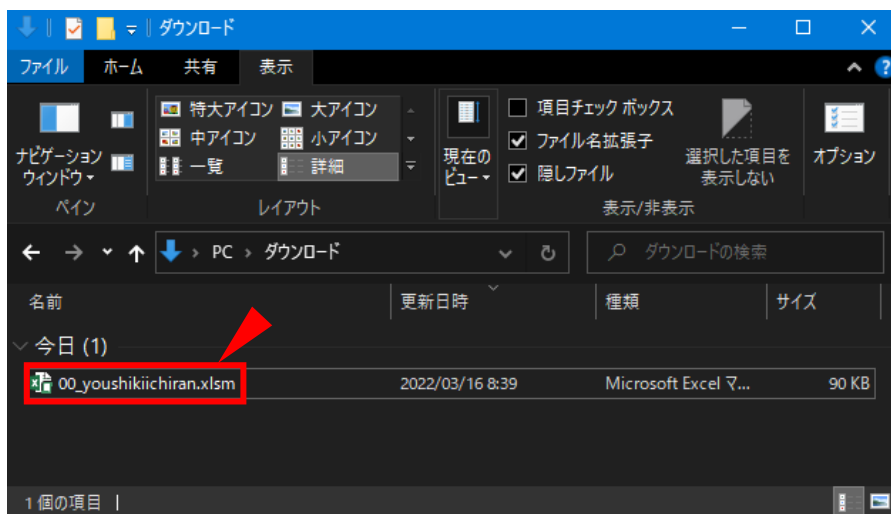 ダウンロード
ファイル ホーム 共有 表示
ナビゲーション
ウィンドウ
特大アイコン 大アイコン
中アイコン 小アイコン
一覧 詳細
現在の
ビュー
項目チェック ボックス
ファイル名拡張子
隠しファイル
選択した項目を
表示しない
オプション
ペイン レイアウト 表示/非表示
PC › ダウンロード
ダウンロードの検索
名前 更新日時 種類 サイズ
今日 (1)
00_youshikiichiran.xlsm 2022/03/16 8:39 Microsoft Excel マ... 90 KB
1 個の項目